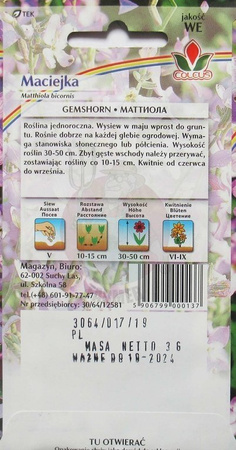 TEK
jakość
WE
Maciejka
Matthiola bicornis
COLEUS
GEMSHORN • МАТТИОЛА
Roślina jednoroczna. Wysiew w maju wprost do grun-
tu. Rośnie dobrze na każdej glebie ogrodowej. Wyma-
ga stanowiska słonecznego lub półcienia. Wysokość
roślin 30-50 cm. Zbyt gęste wschody należy przerywać,
zostawiając rośliny co 10-15 cm. Kwitnie od czerwca
do września.
Siew
Aussaat
Посев
Rozstawa
Abstand
Расстояние
Wysokość
Höhe
Высота
Kwitnienie
Blüten
Цветение
V
10-15 cm
30-50 cm
VI-IX
Magazyn, Biuro:
62-002 Suchy Las,
ul. Szkolna 58
tel.(+48) 601-91-77-47
Nr przedsiębiorcy: 30/64/12581
5 906799 000137
3064/017/19
PL
MASA NETTO 3 G
WAŻNE DO 10-2024
TU OTWIERAĆ